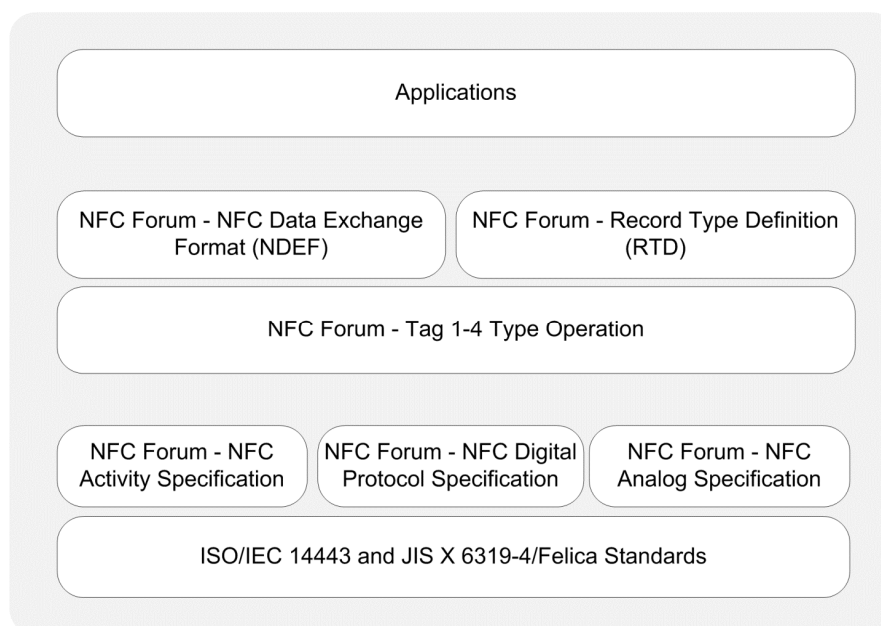 Applications
NFC Forum - NFC Data Exchange
Format (NDEF)
NFC Forum - Record Type Definition
(RTD)
NFC Forum - Tag 1-4 Type Operation
NFC Forum - NFC
Activity Specification
NFC Forum - NFC Digital
Protocol Specification
NFC Forum - NFC
Analog Specification
ISO/IEC 14443 and JIS X 6319-4/Felica Standards